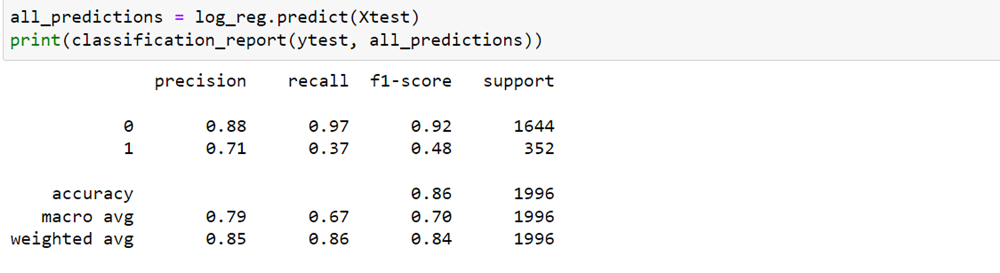 all_predictions = log_reg.predict(Xtest)
print(classification_report(ytest, all_predictions))
precision recall f1-score support
0 0.88 0.97 0.92 1644
1 0.71 0.37 0.48 352
accuracy 0.86 1996
macro avg 0.79 0.67 0.70 1996
weighted avg 0.85 0.86 0.84 1996